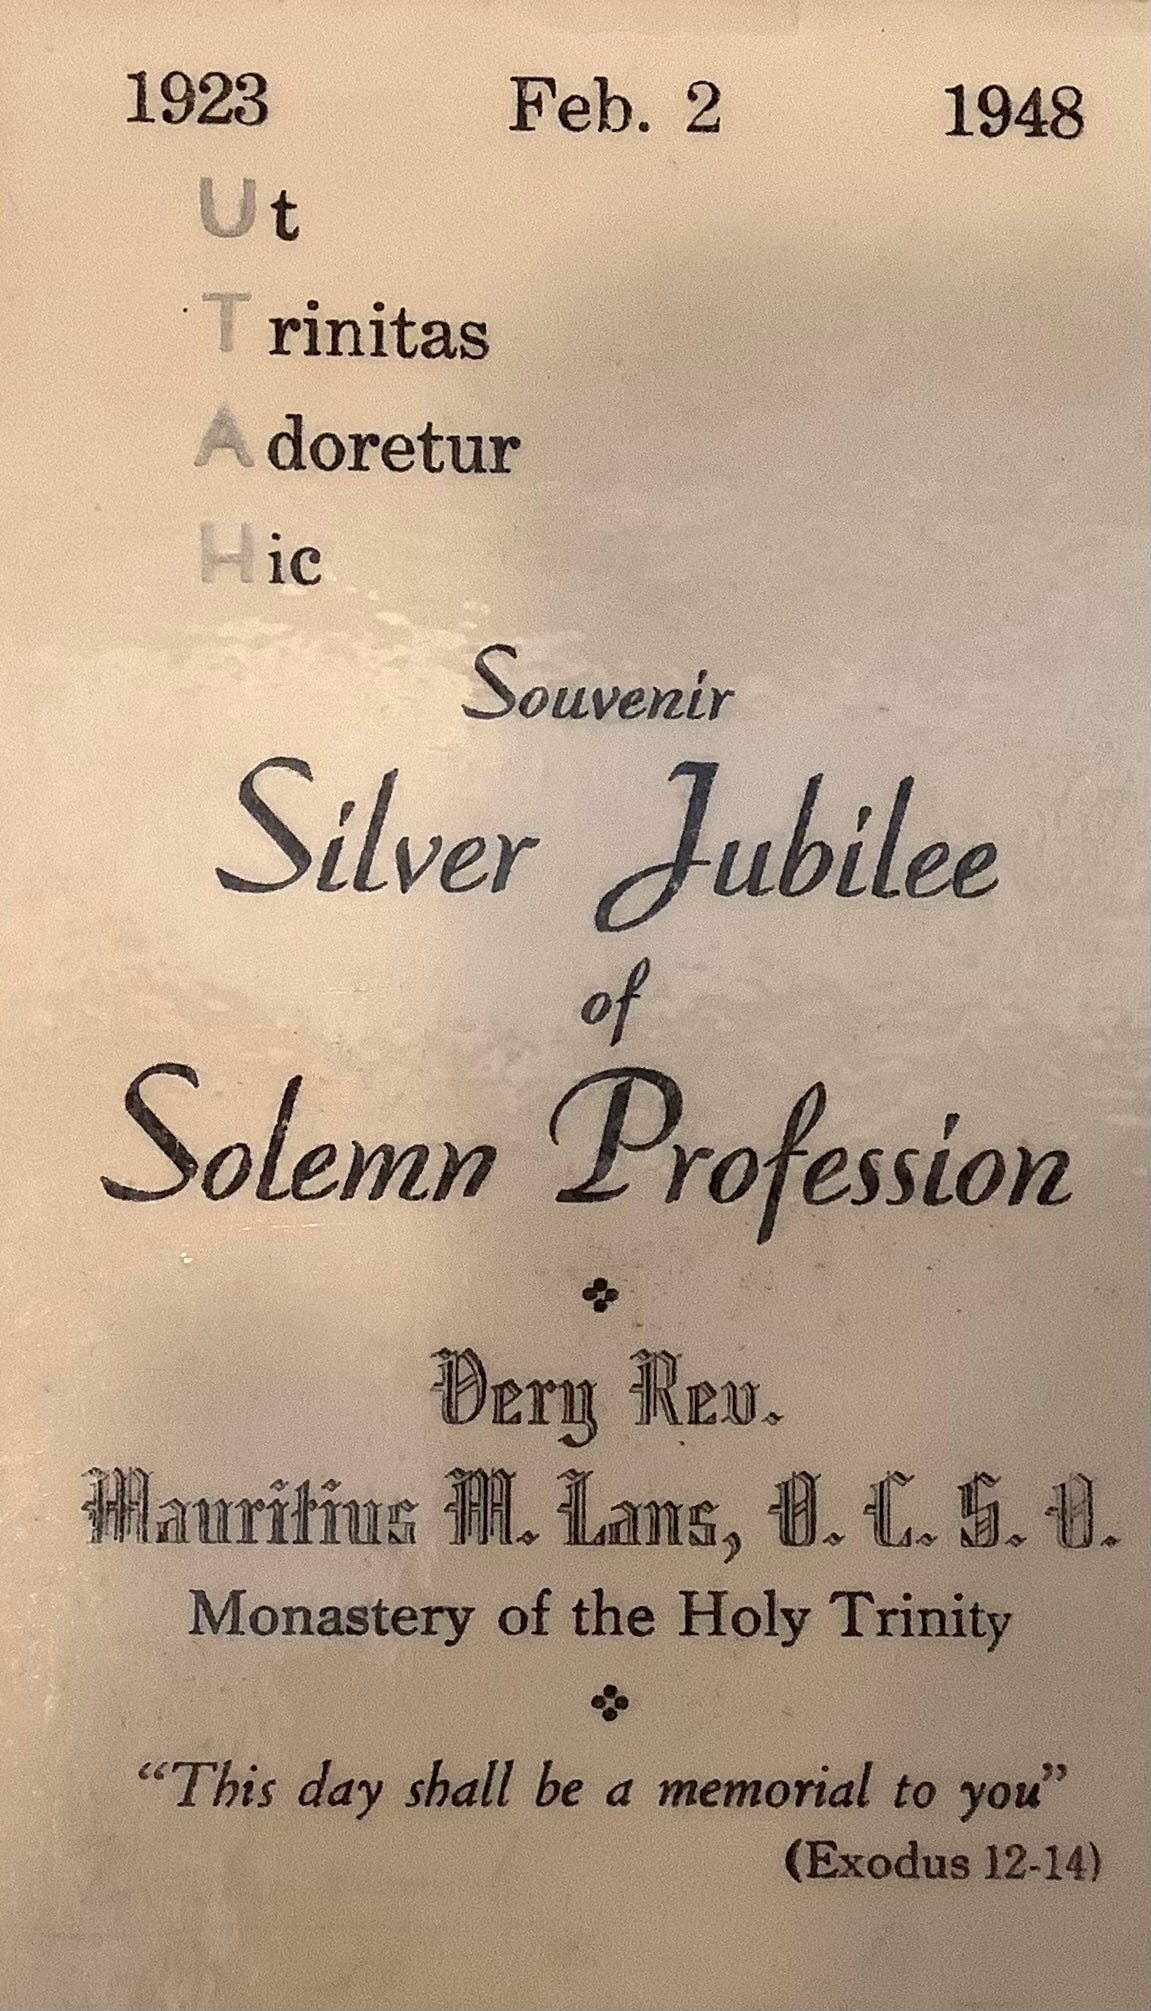 1923 Feb. 2 1948
Ut
Trinitas
Adoretur
Hic
Souvenir
Silver Jubilee
of
Solemn Profession
Very Rev.
Mauritius M. Lans, O. C. S. O.
Monastery of the Holy Trinity
“This day shall be a memorial to you”
(Exodus 12-14)